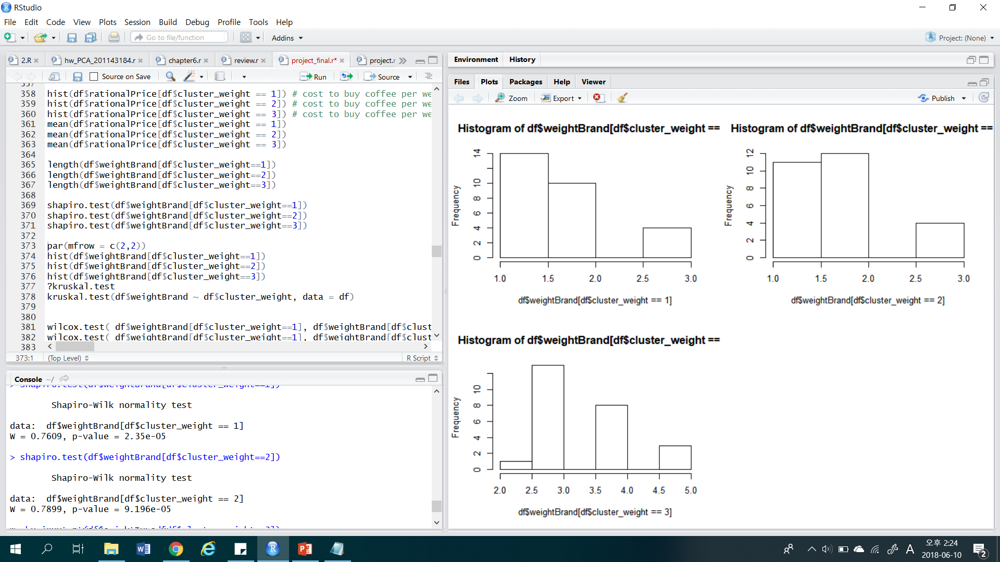 RStudio
File Edit Code View Plots Session Build Debug Profile Tools Help
Go to file/function Addins Project: (None)
2.R hw_PCA_201143184.r chapter6.r review.r project_final.r* project.r
Source on Save Run Source
357
358 hist(df$rationalPrice[df$cluster_weight == 1]) # cost to buy coffee per we
359 hist(df$rationalPrice[df$cluster_weight == 2]) # cost to buy coffee per we
360 hist(df$rationalPrice[df$cluster_weight == 3]) # cost to buy coffee per we
361 mean(df$rationalPrice[df$cluster_weight == 1])
362 mean(df$rationalPrice[df$cluster_weight == 2])
363 mean(df$rationalPrice[df$cluster_weight == 3])
364
365 length(df$weightBrand[df$cluster_weight==1])
366 length(df$weightBrand[df$cluster_weight==2])
367 length(df$weightBrand[df$cluster_weight==3])
368
369 shapiro.test(df$weightBrand[df$cluster_weight==1])
370 shapiro.test(df$weightBrand[df$cluster_weight==2])
371 shapiro.test(df$weightBrand[df$cluster_weight==3])
372
373 par(mfrow = c(2,2))
374 hist(df$weightBrand[df$cluster_weight==1])
375 hist(df$weightBrand[df$cluster_weight==2])
376 hist(df$weightBrand[df$cluster_weight==3])
377 ?kruskal.test
378 kruskal.test(df$weightBrand ~ df$cluster_weight, data = df)
379
380
381 wilcox.test( df$weightBrand[df$cluster_weight==1], df$weightBrand[df$clust
382 wilcox.test( df$weightBrand[df$cluster_weight==1], df$weightBrand[df$clust
383
373:1 (Top Level) R Script
Console ~/
> shapiro.test(df$weightBrand[df$cluster_weight==1])
Shapiro-Wilk normality test
data: df$weightBrand[df$cluster_weight == 1]
W = 0.7609, p-value = 2.35e-05
> shapiro.test(df$weightBrand[df$cluster_weight==2])
Shapiro-Wilk normality test
data: df$weightBrand[df$cluster_weight == 2]
W = 0.7899, p-value = 9.196e-05
Environment History
Files Plots Packages Help Viewer
Zoom Export Publish
Histogram of df$weightBrand[df$cluster_weight ==
Frequency
0 2 4 6 8 10 14
1.0 1.5 2.0 2.5 3.0
df$weightBrand[df$cluster_weight == 1]
Histogram of df$weightBrand[df$cluster_weight ==
Frequency
0 2 4 6 8 10 12
1.0 1.5 2.0 2.5 3.0
df$weightBrand[df$cluster_weight == 2]
Histogram of df$weightBrand[df$cluster_weight ==
Frequency
0 2 4 6 8 10
2.0 2.5 3.0 3.5 4.0 4.5 5.0
df$weightBrand[df$cluster_weight == 3]
A 오후 2:24
2018-06-10
2